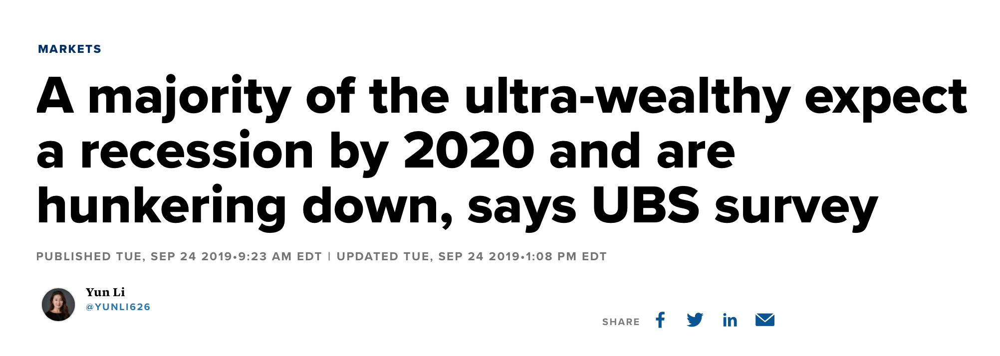 MARKETS
A majority of the ultra-wealthy expect
a recession by 2020 and are
hunkering down, says UBS survey
PUBLISHED TUE, SEP 24 2019•9:23 AM EDT | UPDATED TUE, SEP 24 2019•1:08 PM EDT
Yun Li
@YUNLI626
SHARE